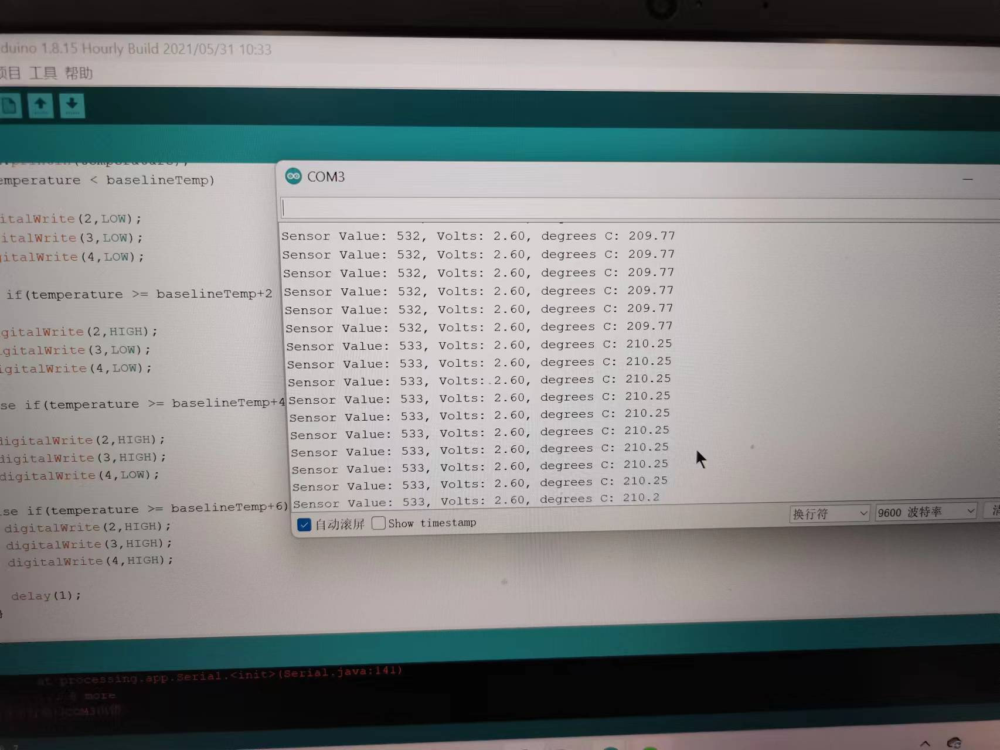 duino 1.8.15 Hourly Build 2021/05/31 10:33
项目 工具 帮助
emperature < baselineTemp)
italWrite(2,LOW);
italWrite(3,LOW);
gitalWrite(4,LOW);
if(temperature >= baselineTemp+2
gitalWrite(2,HIGH);
igitalWrite(3,LOW);
igitalWrite(4,LOW);
se if(temperature >= baselineTemp+4
digitalWrite(2,HIGH);
digitalWrite(3,HIGH);
digitalWrite(4,LOW);
se if(temperature >= baselineTemp+6)
digitalWrite(2,HIGH);
digitalWrite(3,HIGH);
digitalWrite(4,HIGH);
delay(1);
}
COM3
Sensor Value: 532, Volts: 2.60, degrees C: 209.77
Sensor Value: 532, Volts: 2.60, degrees C: 209.77
Sensor Value: 532, Volts: 2.60, degrees C: 209.77
Sensor Value: 532, Volts: 2.60, degrees C: 209.77
Sensor Value: 532, Volts: 2.60, degrees C: 209.77
Sensor Value: 532, Volts: 2.60, degrees C: 209.77
Sensor Value: 533, Volts: 2.60, degrees C: 210.25
Sensor Value: 533, Volts: 2.60, degrees C: 210.25
Sensor Value: 533, Volts: 2.60, degrees C: 210.25
Sensor Value: 533, Volts: 2.60, degrees C: 210.25
Sensor Value: 533, Volts: 2.60, degrees C: 210.25
Sensor Value: 533, Volts: 2.60, degrees C: 210.25
Sensor Value: 533, Volts: 2.60, degrees C: 210.25
Sensor Value: 533, Volts: 2.60, degrees C: 210.25
Sensor Value: 533, Volts: 2.60, degrees C: 210.25
Sensor Value: 533, Volts: 2.60, degrees C: 210.2
自动滚屏 Show timestamp
换行符 9600 波特率 清
at processing.app.Serial.<init>(Serial.java:141)
more
COM3